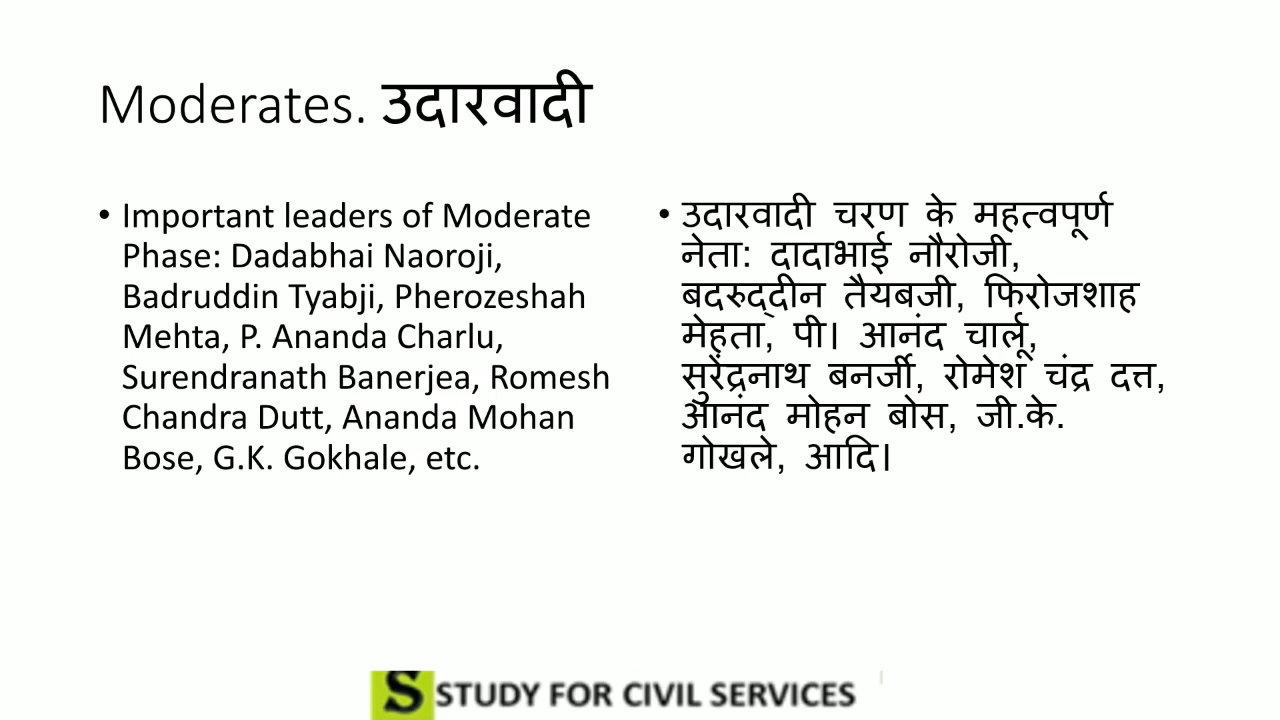 Moderates. उदारवादी
• Important leaders of Moderate
Phase: Dadabhai Naoroji,
Badruddin Tyabji, Pherozeshah
Mehta, P. Ananda Charlu,
Surendranath Banerjea, Romesh
Chandra Dutt, Ananda Mohan
Bose, G.K. Gokhale, etc.
• उदारवादी चरण के महत्वपूर्ण
नेता: दादाभाई नौरोजी,
बदरुद्दीन तैयबजी, फिरोजशाह
मेहता, पी। आनंद चार्लू,
सुरेंद्रनाथ बनर्जी, रोमेश चंद्र दत्त,
आनंद मोहन बोस, जी.के.
गोखले, आदि।
S STUDY FOR CIVIL SERVICES